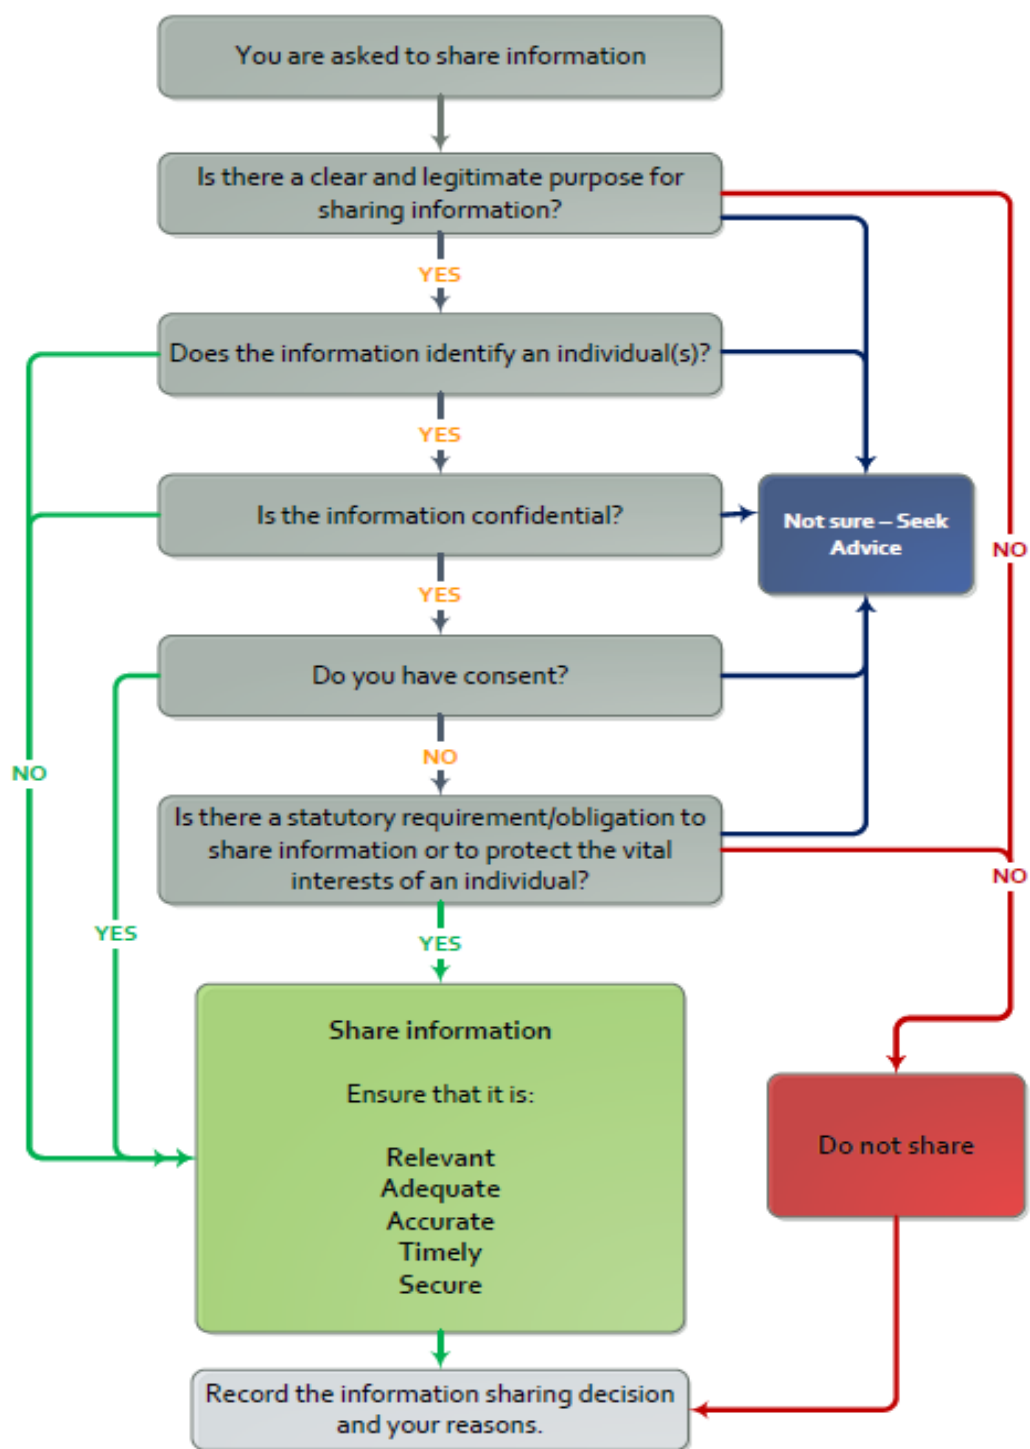 You are asked to share information
Is there a clear and legitimate purpose for
sharing information?
YES
Does the information identify an individual(s)?
YES
Is the information confidential?
Not sure – Seek
Advice
NO
YES
Do you have consent?
NO
NO
Is there a statutory requirement/obligation to
share information or to protect the vital
interests of an individual?
NO
YES
YES
Share information
Ensure that it is:
Relevant
Adequate
Accurate
Timely
Secure
Do not share
Record the information sharing decision
and your reasons.